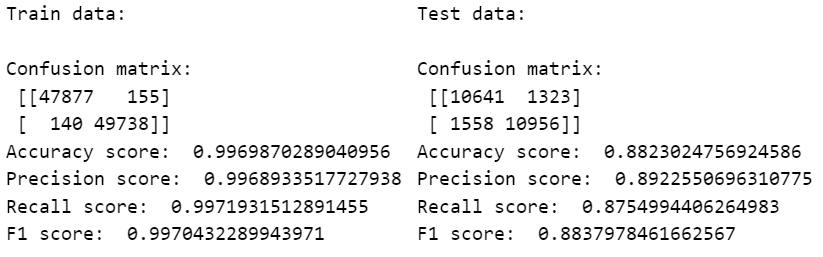 Train data:
Confusion matrix:
[[47877   155]
[  140 49738]]
Accuracy score:  0.9969870289040956
Precision score:  0.9968933517727938
Recall score:  0.9971931512891455
F1 score:  0.9970432289943971
Test data:
Confusion matrix:
[[10641  1323]
[ 1558 10956]]
Accuracy score:  0.8823024756924586
Precision score:  0.8922550696310775
Recall score:  0.8754994406264983
F1 score:  0.8837978461662567